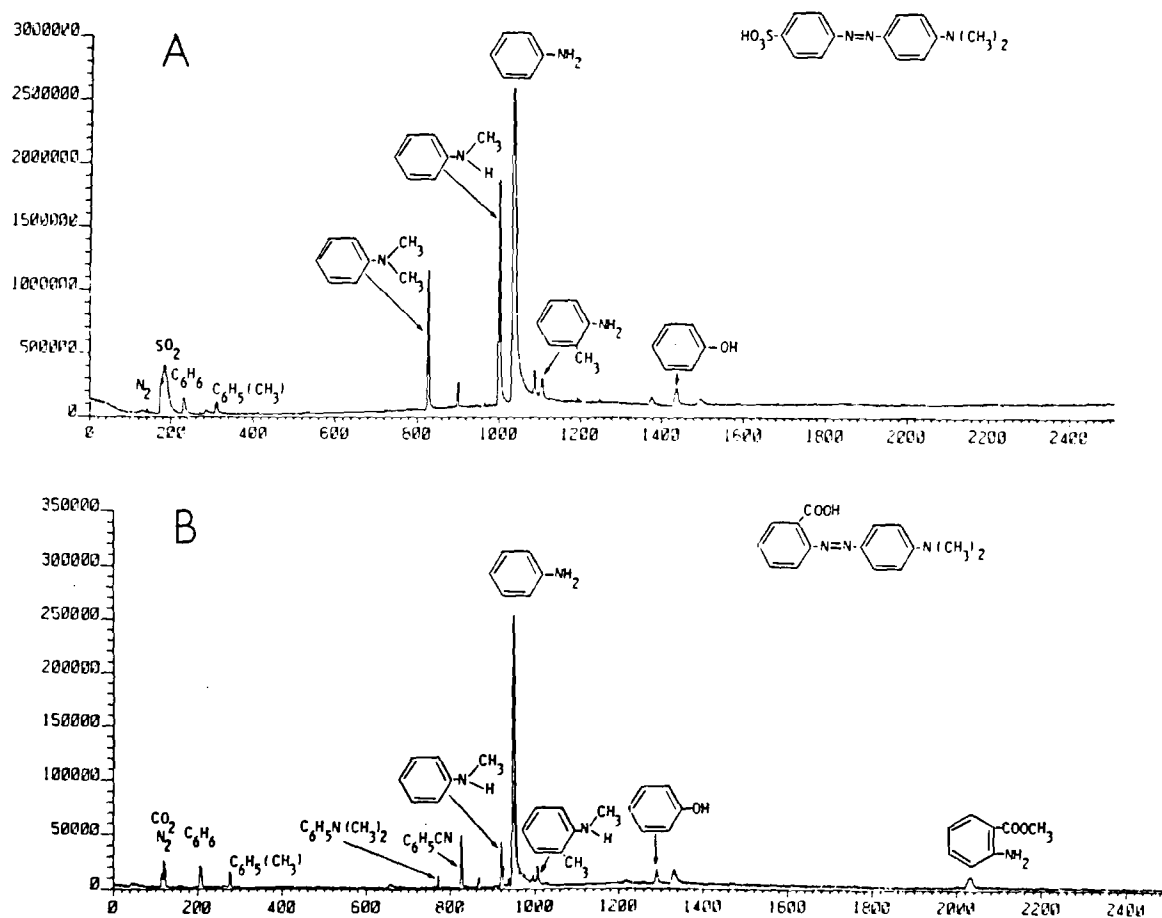 A
3000000
2500000
2000000
1500000
1000000
500000
0
HO3S N=N N(CH3)2
NH2
CH3
N
H
CH3
N
CH3
NH2
CH3
OH
SO2
N2
C6H6
C6H5(CH3)
0 200 400 600 800 1000 1200 1400 1600 1800 2000 2200 2400
B
350000
300000
250000
200000
150000
100000
50000
0
COOH
N=N N(CH3)2
NH2
CH3
N
H
CO2
N2
C6H6
C6H5(CH3)
C6H5N(CH3)2
C6H5CN
CH3
N
H
CH3
OH
COOCH3
NH2
0 200 400 600 800 1000 1200 1400 1600 1800 2000 2200 2400